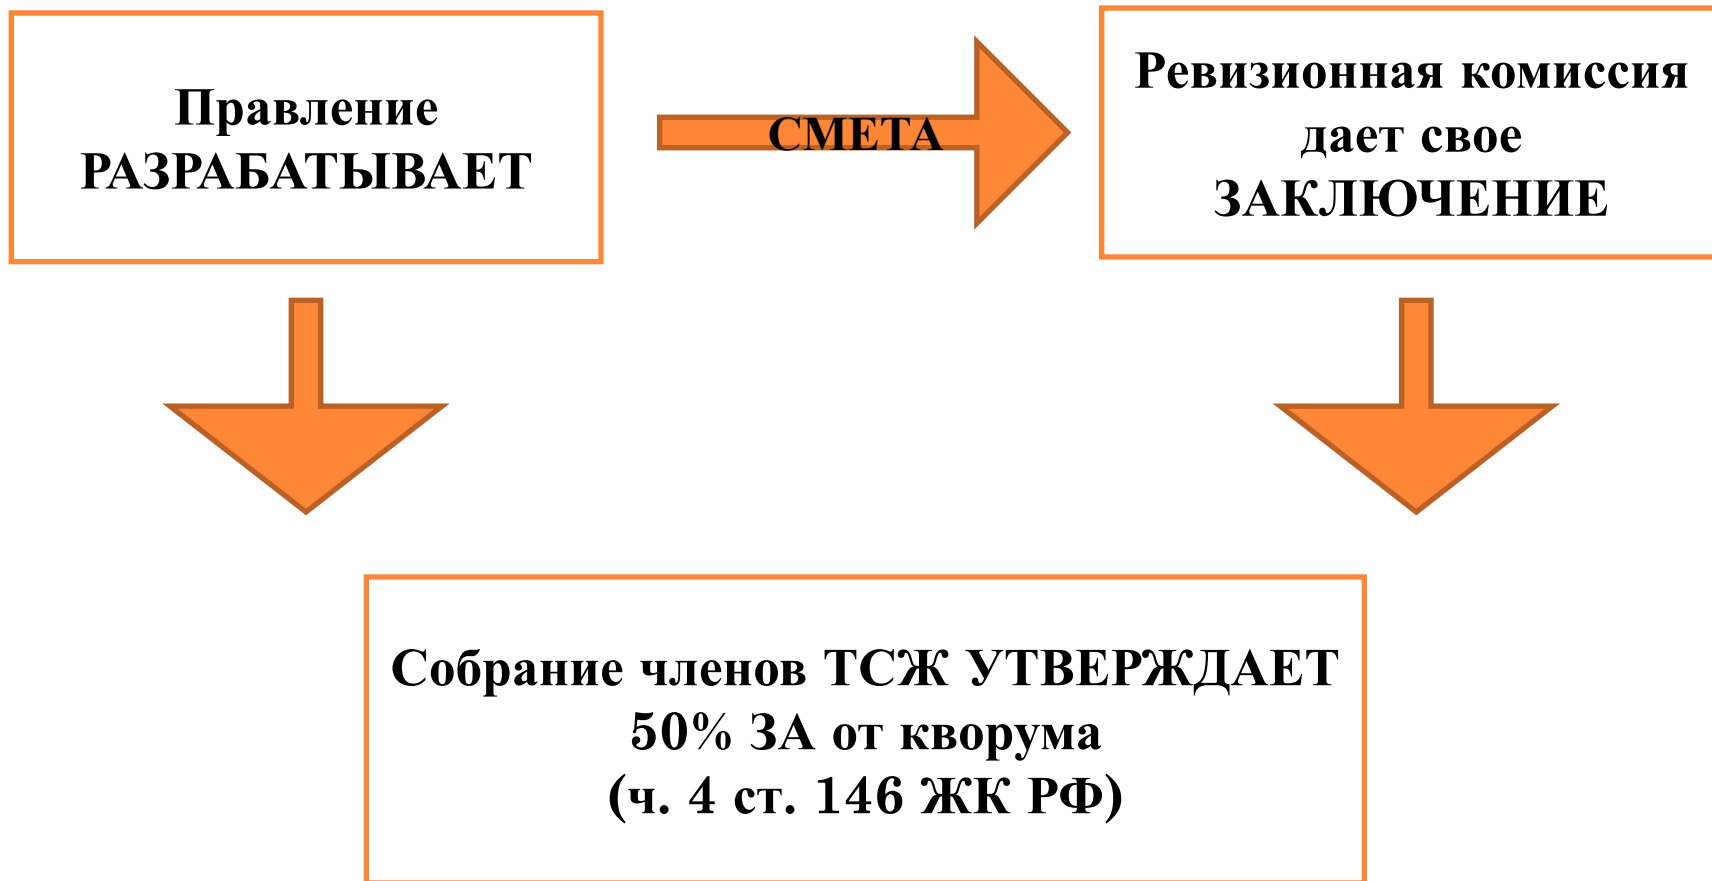 Правление
РАЗРАБАТЫВАЕТ
СМЕТА
Ревизионная комиссия
дает свое
ЗАКЛЮЧЕНИЕ
Собрание членов ТСЖ УТВЕРЖДАЕТ
50% ЗА от кворума
(ч. 4 ст. 146 ЖК РФ)